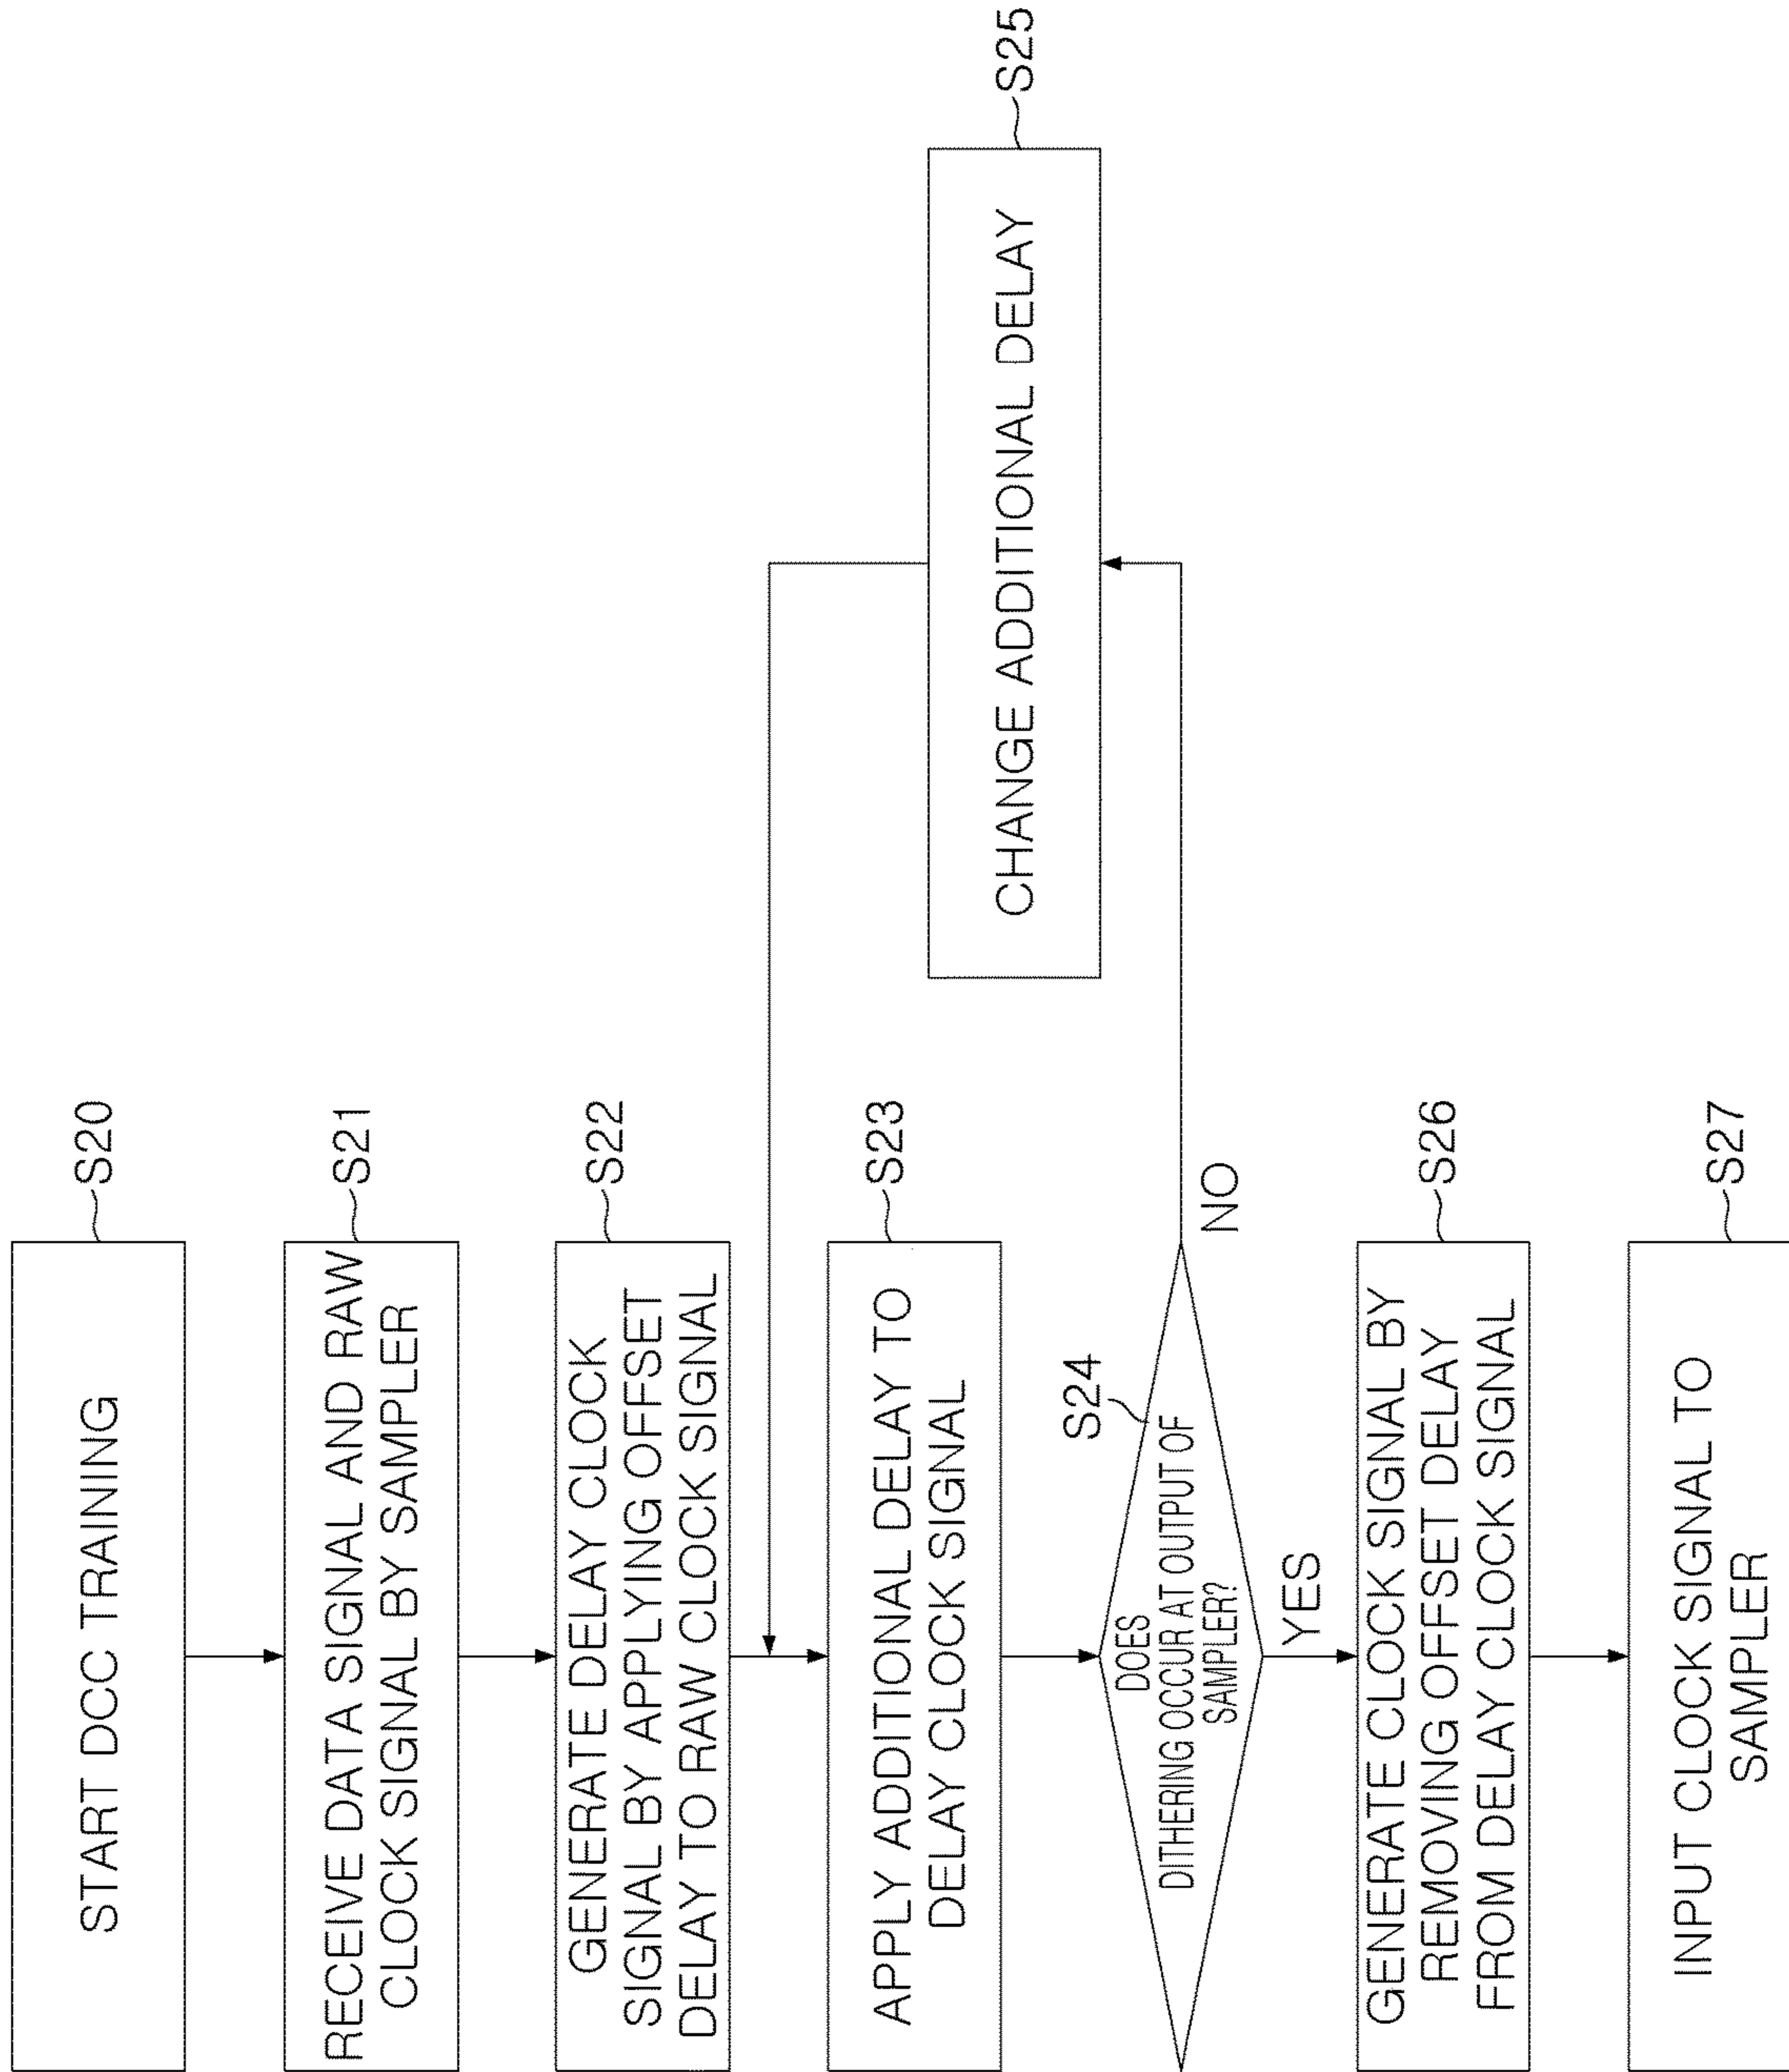 START DCC TRAINING
S20
RECEIVE DATA SIGNAL AND RAW
CLOCK SIGNAL BY SAMPLER
S21
GENERATE DELAY CLOCK
SIGNAL BY APPLYING OFFSET
DELAY TO RAW CLOCK SIGNAL
S22
APPLY ADDITIONAL DELAY TO
DELAY CLOCK SIGNAL
S23
DOES
DITHERING OCCUR AT OUTPUT OF
SAMPLER?
S24
NO
CHANGE ADDITIONAL DELAY
S25
YES
GENERATE CLOCK SIGNAL BY
REMOVING OFFSET DELAY
FROM DELAY CLOCK SIGNAL
S26
INPUT CLOCK SIGNAL TO
SAMPLER
S27